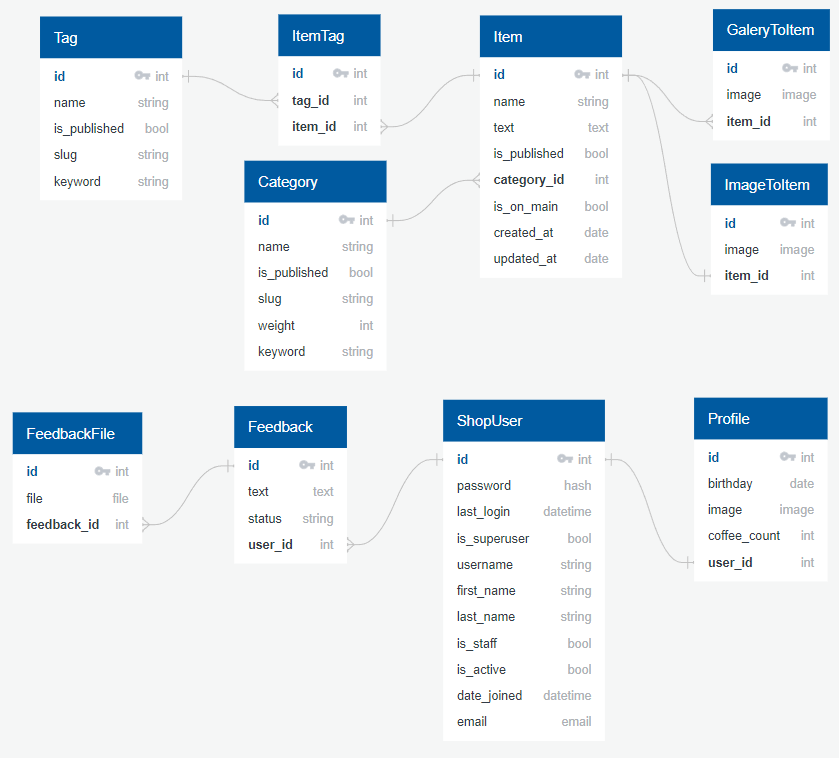 Tag
id int
name string
is_published bool
slug string
keyword string
ItemTag
id int
tag_id int
item_id int
Item
id int
name string
text text
is_published bool
category_id int
is_on_main bool
created_at date
updated_at date
GaleryToItem
id int
image image
item_id int
Category
id int
name string
is_published bool
slug string
weight int
keyword string
ImageToItem
id int
image image
item_id int
FeedbackFile
id int
file file
feedback_id int
Feedback
id int
text text
status string
user_id int
ShopUser
id int
password hash
last_login datetime
is_superuser bool
username string
first_name string
last_name string
is_staff bool
is_active bool
date_joined datetime
email email
Profile
id int
birthday date
image image
coffee_count int
user_id int